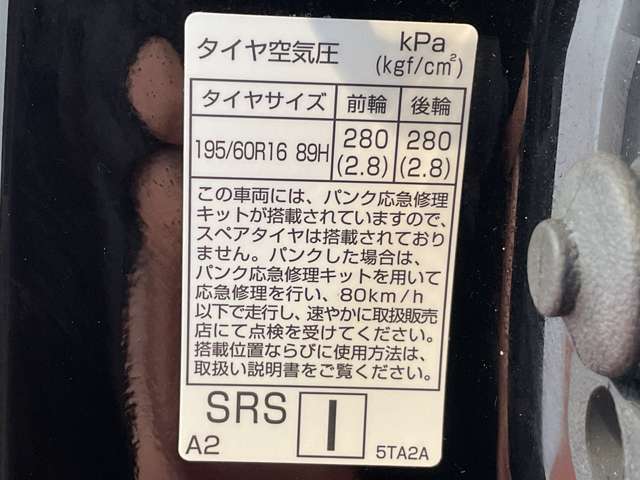 タイヤ空気圧 kPa
(kgf/cm²)
タイヤサイズ 前輪 後輪
195/60R16 89H 280 280
(2.8) (2.8)
この車両には、パンク応急修理
キットが搭載されていますので、
スペアタイヤは搭載されており
ません。パンクした場合は、
パンク応急修理キットを用いて
応急修理を行い、80km/h
以下で走行し、速やかに取扱販売
店にて点検を受けてください。
搭載位置ならびに使用方法は、
取扱い説明書をご覧ください。
SRS I
A2 5TA2A